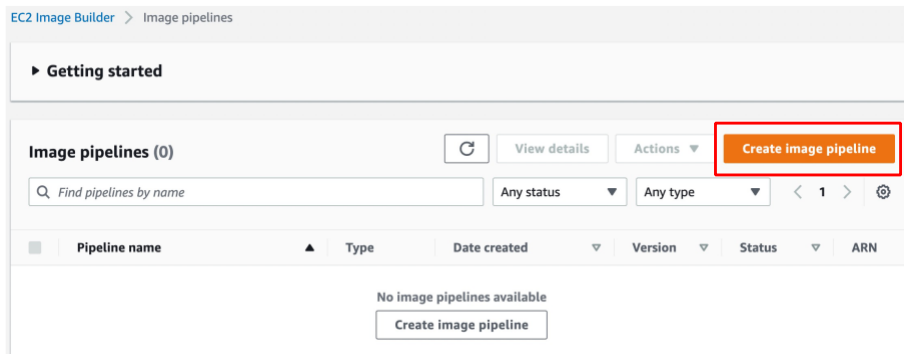 EC2 Image Builder > Image pipelines
Getting started
Image pipelines (0) View details Actions Create image pipeline
Find pipelines by name Any status Any type < 1 >
Pipeline name Type Date created Version Status ARN
No image pipelines available
Create image pipeline